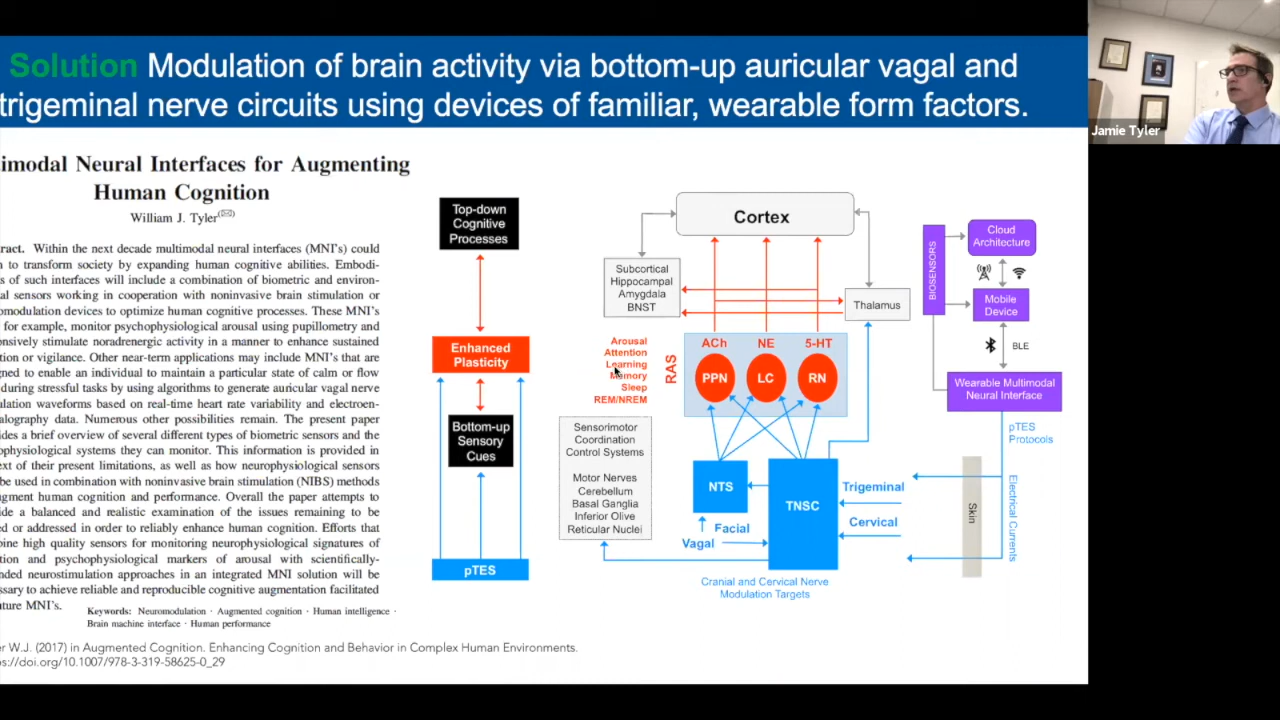 Solution Modulation of brain activity via bottom-up auricular vagal and
trigeminal nerve circuits using devices of familiar, wearable form factors.
Jamie Tyler
imodal Neural Interfaces for Augmenting
Human Cognition
William J. Tyler(✉)
ract. Within the next decade multimodal neural interfaces (MNI's) could
n to transform society by expanding human cognitive abilities. Embodi-
s of such interfaces will include a combination of biometric and environ-
al sensors working in cooperation with noninvasive brain stimulation or
omodulation devices to optimize human cognitive processes. These MNI's
for example, monitor psychophysiological arousal using pupillometry and
onsively stimulate noradrenergic activity in a manner to enhance sustained
tion or vigilance. Other near-term applications may include MNI's that are
gned to enable an individual to maintain a particular state of calm or flow
during stressful tasks by using algorithms to generate auricular vagal nerve
ulation waveforms based on real-time heart rate variability and electroen-
alography data. Numerous other possibilities remain. The present paper
ides a brief overview of several different types of biometric sensors and the
ophysiological systems they can monitor. This information is provided in
ext of their present limitations, as well as how neurophysiological sensors
be used in combination with noninvasive brain stimulation (NIBS) methods
ugment human cognition and performance. Overall the paper attempts to
ide a balanced and realistic examination of the issues remaining to be
ed or addressed in order to reliably enhance human cognition. Efforts that
bine high quality sensors for monitoring neurophysiological signatures of
tion and psychophysiological markers of arousal with scientifically-
nded neurostimulation approaches in an integrated MNI solution will be
ssary to achieve reliable and reproducible cognitive augmentation facilitated
uture MNI's.
Keywords: Neuromodulation · Augmented cognition · Human intelligence ·
Brain machine interface · Human performance
er W.J. (2017) in Augmented Cognition. Enhancing Cognition and Behavior in Complex Human Environments.
ps://doi.org/10.1007/978-3-319-58625-0_29
Top-down
Cognitive
Processes
Enhanced
Plasticity
Bottom-up
Sensory
Cues
pTES
Cortex
Subcortical
Hippocampal
Amygdala
BNST
Thalamus
Arousal
Attention
Learning
Memory
Sleep
REM/NREM
RAS
ACh
NE
5-HT
PPN
LC
RN
Sensorimotor
Coordination
Control Systems
Motor Nerves
Cerebellum
Basal Ganglia
Inferior Olive
Reticular Nuclei
NTS
TNSC
Facial
Vagal
Trigeminal
Cervical
Cranial and Cervical Nerve
Modulation Targets
BIOSENSORS
Cloud
Architecture
Mobile
Device
BLE
Wearable Multimodal
Neural Interface
pTES
Protocols
Skin
Electrical Currents